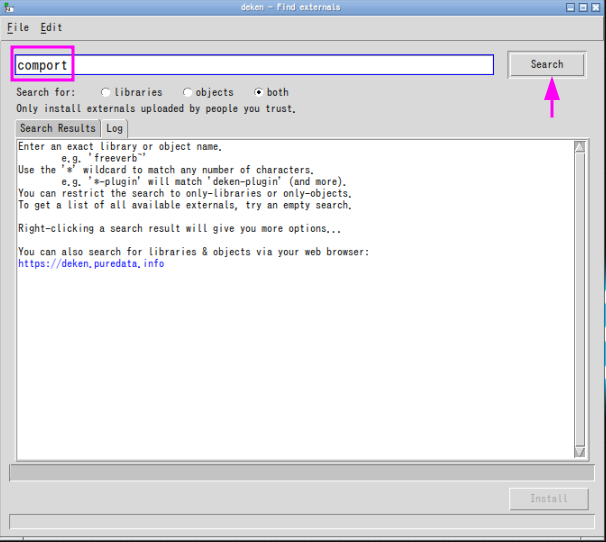 deken - Find externals
File Edit
comport
Search
Search for: libraries objects both
Only install externals uploaded by people you trust.
Search Results Log
Enter an exact library or object name,
e.g. 'freeverb~'
Use the '*' wildcard to match any number of characters.
e.g. '*-plugin' will match 'deken-plugin' (and more).
You can restrict the search to only-libraries or only-objects.
To get a list of all available externals, try an empty search.
Right-clicking a search result will give you more options...
You can also search for libraries & objects via your web browser:
https://deken.puredata.info
Install